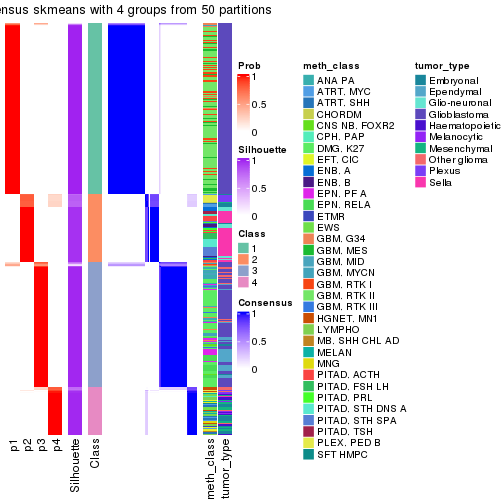 ensus skmeans with 4 groups from 50 partitions
Prob
1
0.5
0
Silhouette
1
0.5
0
Class
1
2
3
4
Consensus
1
0.5
0
meth_class
ANA PA
ATRT. MYC
ATRT. SHH
CHORDM
CNS NB. FOXR2
CPH. PAP
DMG. K27
EFT. CIC
ENB. A
ENB. B
EPN. PF A
EPN. RELA
ETMR
EWS
GBM. G34
GBM. MES
GBM. MID
GBM. MYCN
GBM. RTK I
GBM. RTK II
GBM. RTK III
HGNET. MN1
LYMPHO
MB. SHH CHL AD
MELAN
MNG
PITAD. ACTH
PITAD. FSH LH
PITAD. PRL
PITAD. STH DNS A
PITAD. STH SPA
PITAD. TSH
PLEX. PED B
SFT HMPC
tumor_type
Embryonal
Ependymal
Glio-neuronal
Glioblastoma
Haematopoietic
Melanocytic
Mesenchymal
Other glioma
Plexus
Sella
p1
p2
p3
p4
Silhouette
Class
meth_class
tumor_type